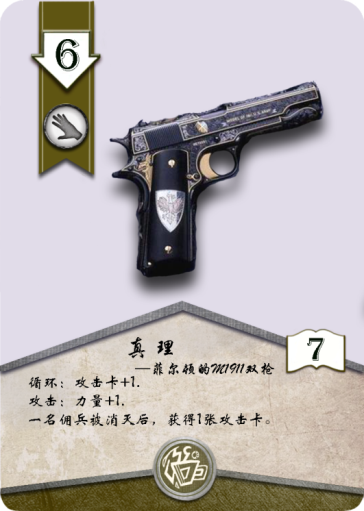 6
真理
——菲尔顿的M1911双枪
7
循环：攻击卡+1.
攻击：力量+1.
一名佣兵被消灭后，获得1张攻击卡。